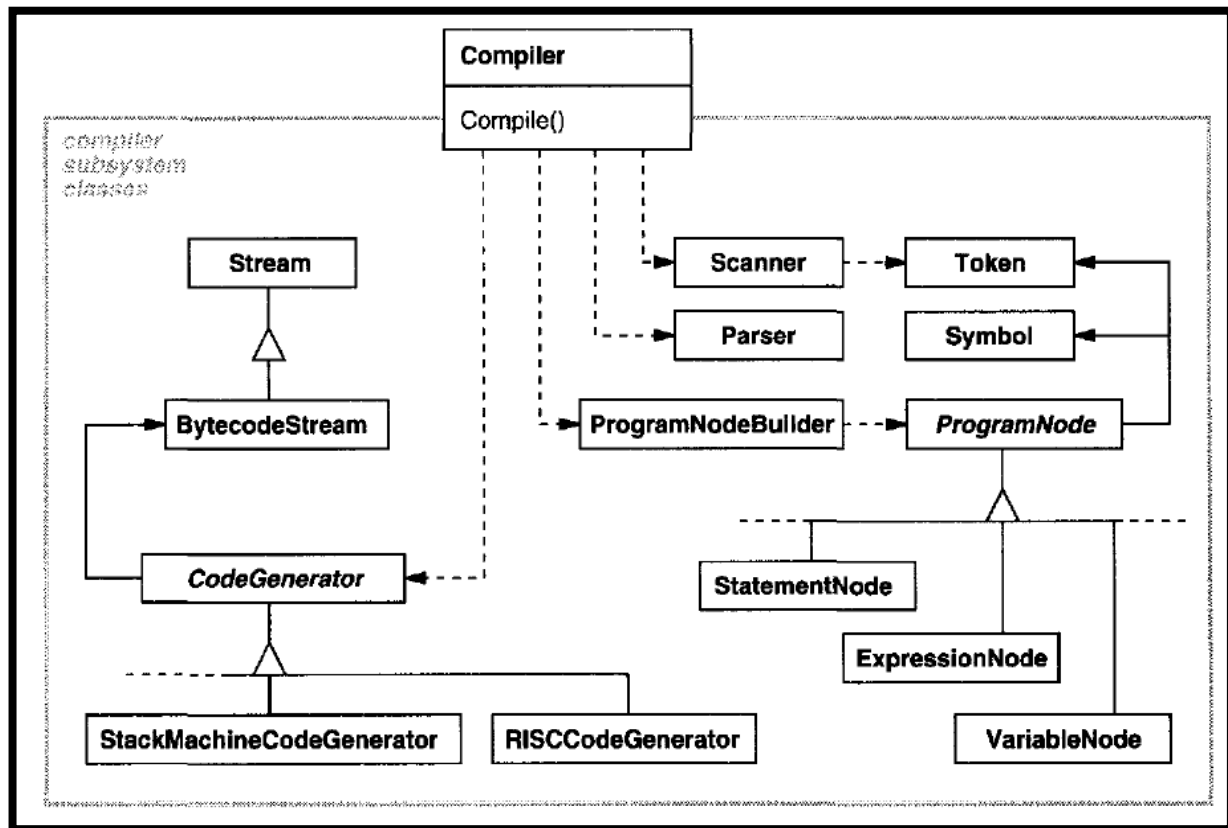 Compiler
Compile()
compiler
subsystem
classes
Stream
Scanner
Token
Parser
Symbol
BytecodeStream
ProgramNodeBuilder
ProgramNode
CodeGenerator
StatementNode
ExpressionNode
StackMachineCodeGenerator
RISCCodeGenerator
VariableNode